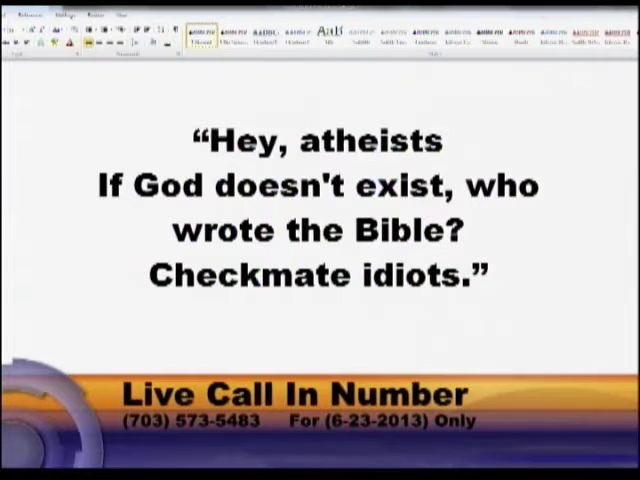 “Hey, atheists
If God doesn't exist, who
wrote the Bible?
Checkmate idiots.”
Live Call In Number
(703) 573-5483 For (6-23-2013) Only